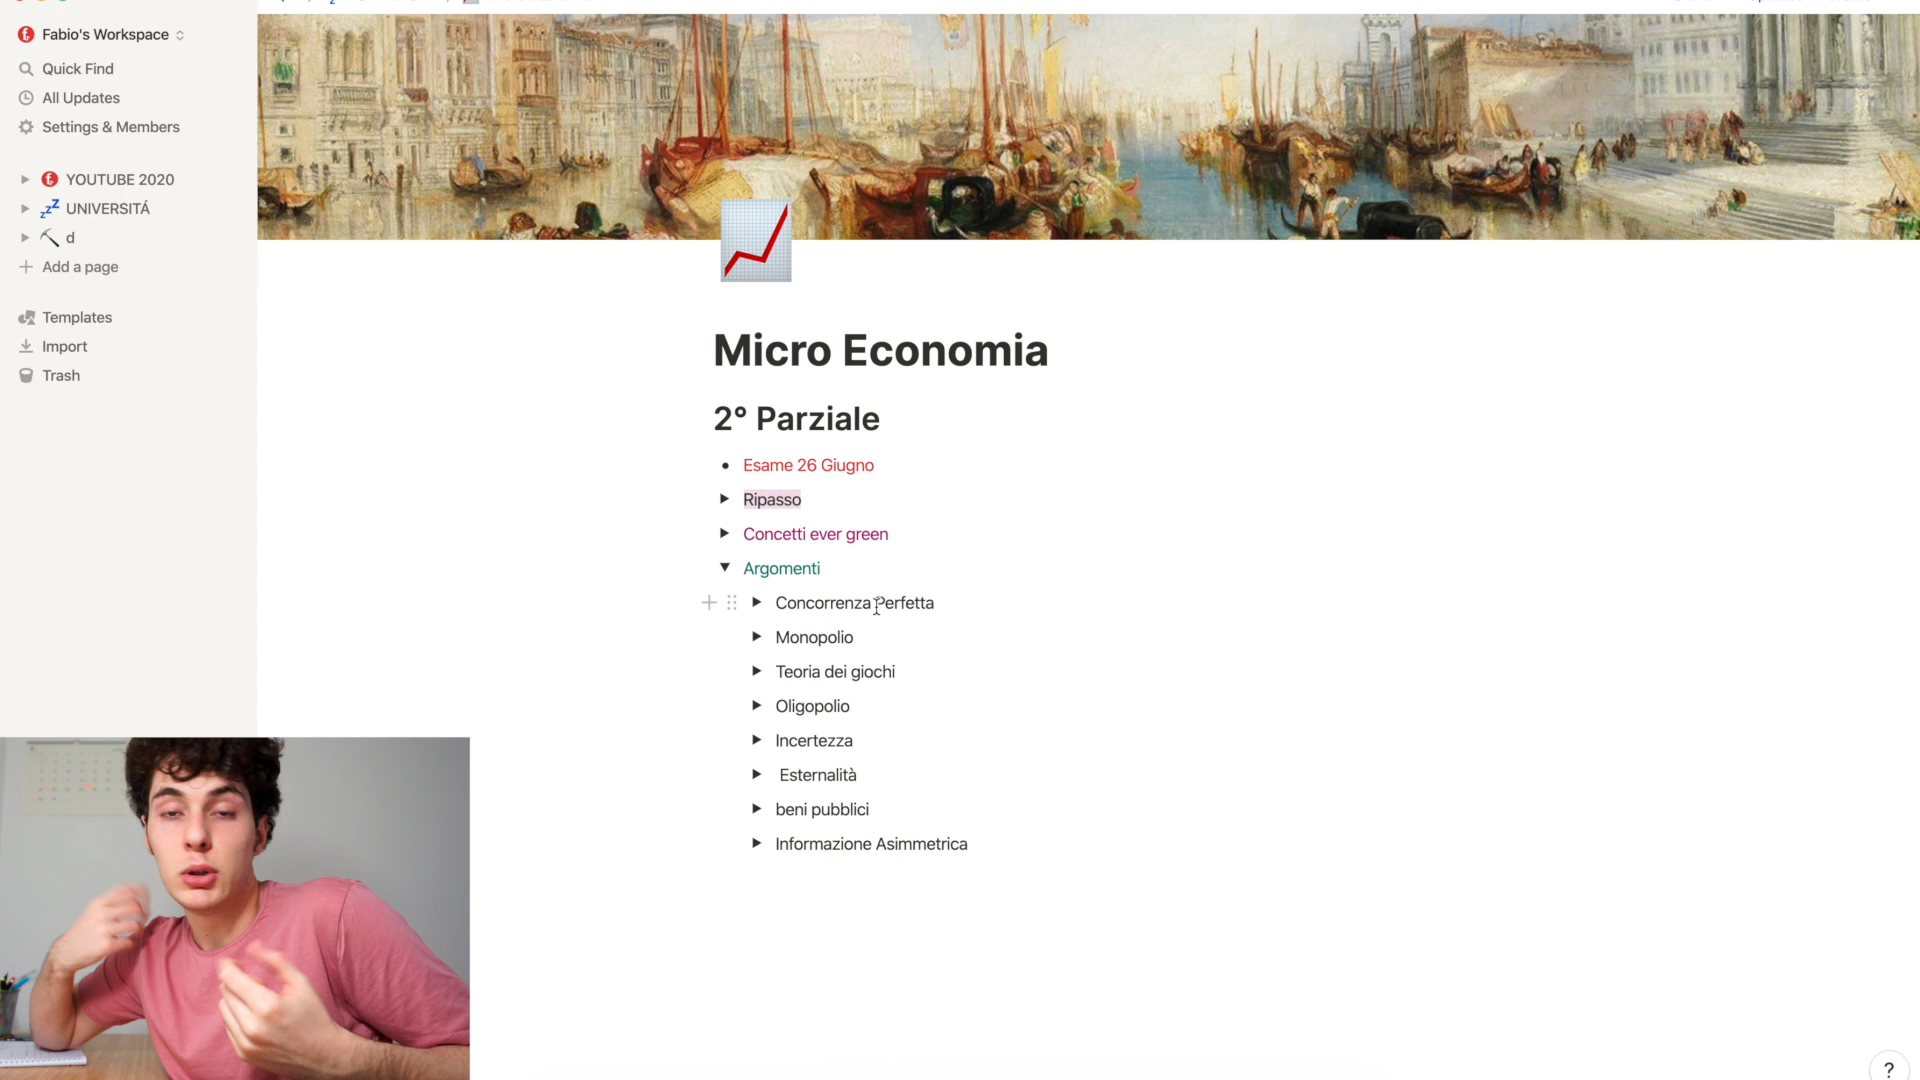 Fabio's Workspace
Quick Find
All Updates
Settings & Members
YOUTUBE 2020
UNIVERSITÁ
d
Add a page
Templates
Import
Trash
Micro Economia
2° Parziale
Esame 26 Giugno
Ripasso
Concetti ever green
Argomenti
Concorrenza Perfetta
Monopolio
Teoria dei giochi
Oligopolio
Incertezza
Esternalità
beni pubblici
Informazione Asimmetrica
?